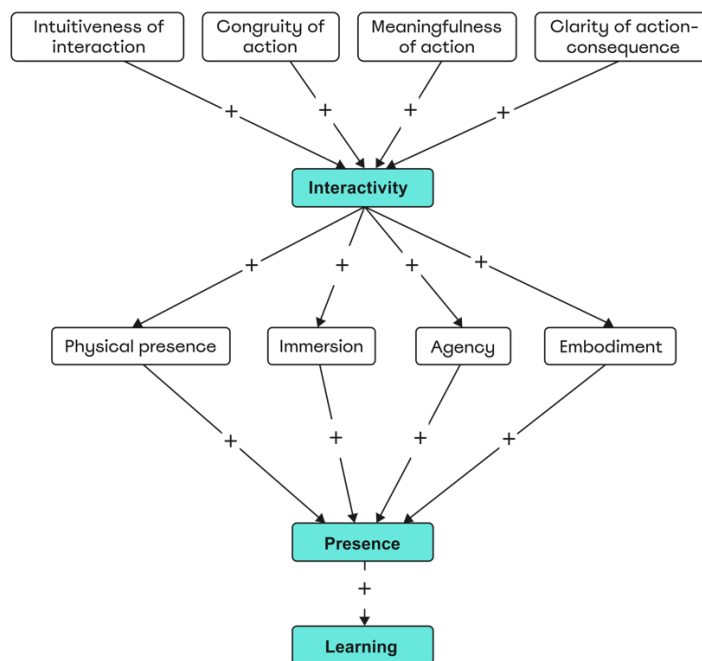 Intuitiveness of
interaction
Congruity of
action
Meaningfulness
of action
Clarity of action-
consequence
+
+
+
+
Interactivity
+
+
+
+
Physical presence
Immersion
Agency
Embodiment
+
+
+
+
Presence
+
Learning